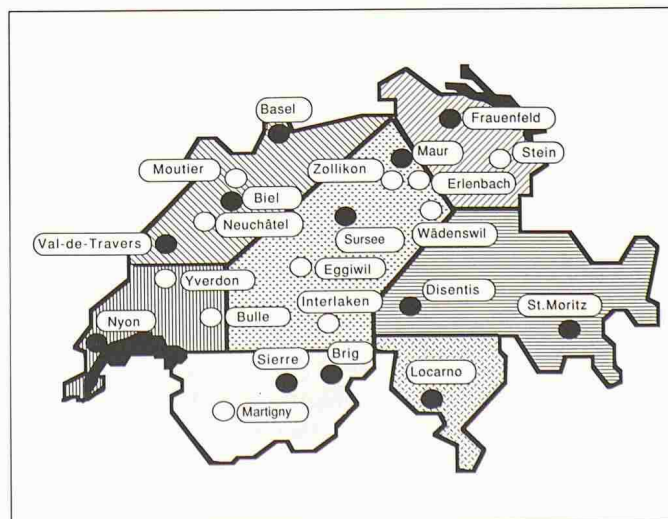 Basel
Frauenfeld
Maur
Stein
Moutier
Zollikon
Erlenbach
Biel
Neuchâtel
Sursee
Wädenswil
Val-de-Travers
Eggiwil
Yverdon
Disentis
Interlaken
St.Moritz
Nyon
Bulle
Sierre
Brig
Locarno
Martigny